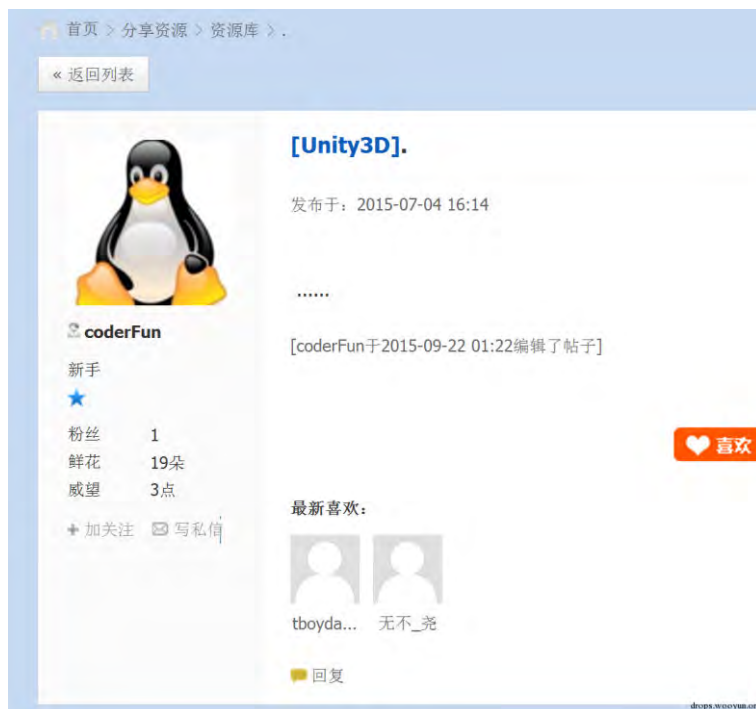 首页 > 分享资源 > 资源库 > .
« 返回列表
[Unity3D].
发布于：2015-07-04 16:14
......
coderFun
[coderFun于2015-09-22 01:22编辑了帖子]
新手
粉丝 1
鲜花 19朵
威望 3点
喜欢
+ 加关注 写私信
最新喜欢：
tboyda... 无不_尧
回复